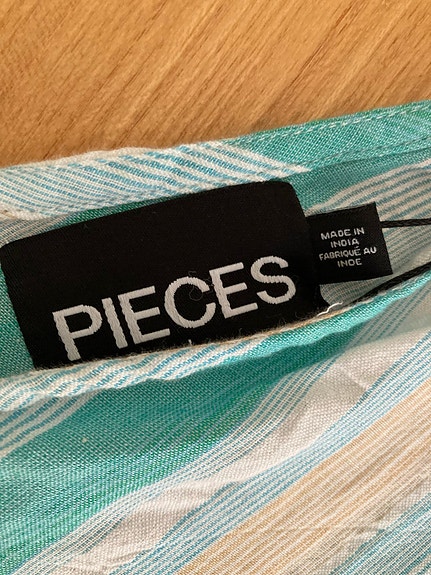 PIECES
MADE IN
INDIA
FABRIQUÉ AU
INDE